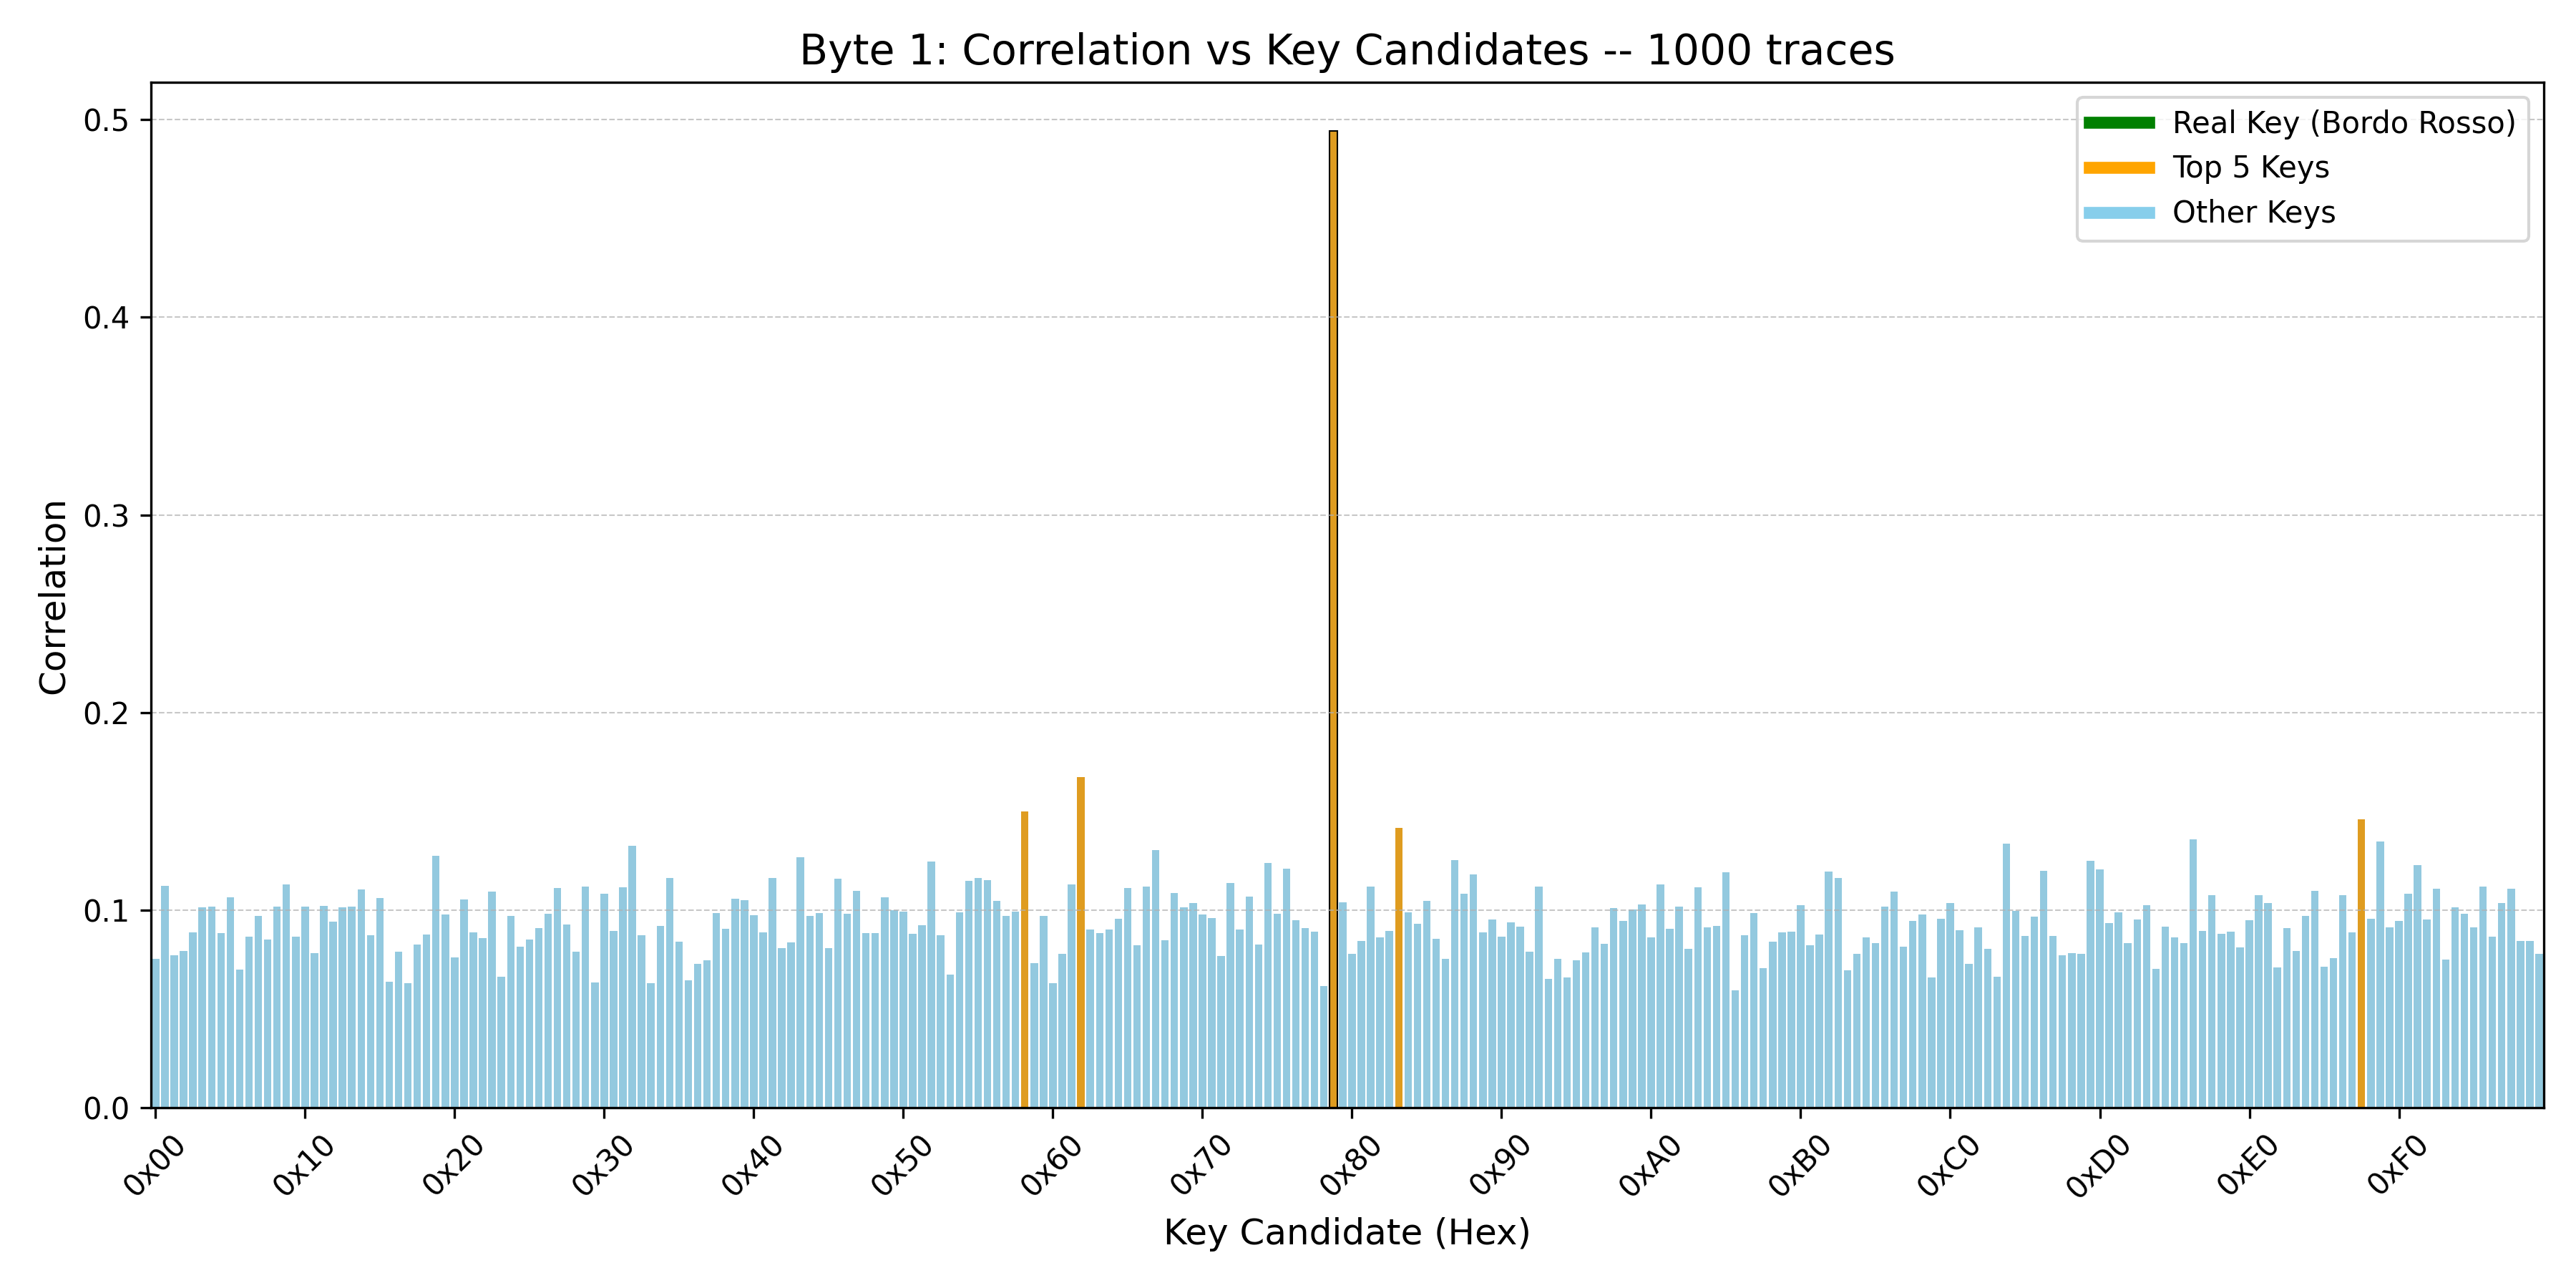 Byte 1: Correlation vs Key Candidates -- 1000 traces
Real Key (Bordo Rosso)
Top 5 Keys
Other Keys
Correlation
0.5
0.4
0.3
0.2
0.1
0.0
0x00 0x10 0x20 0x30 0x40 0x50 0x60 0x70 0x80 0x90 0xA0 0xB0 0xC0 0xD0 0xE0 0xF0
Key Candidate (Hex)